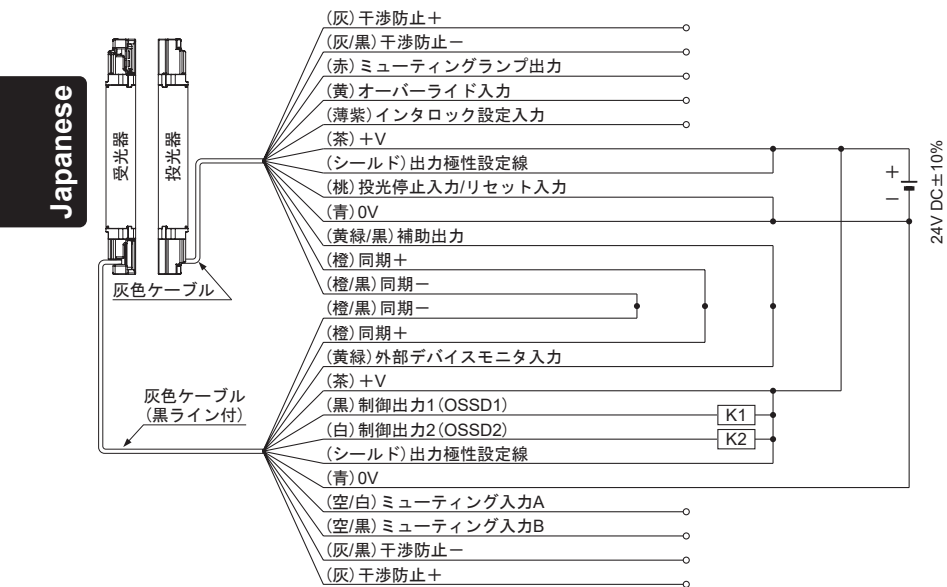 (灰)干渉防止＋
(灰/黒)干渉防止－
(赤)ミューティングランプ出力
(黄)オーバーライド入力
(薄紫)インタロック設定入力
(茶)＋V
(シールド)出力極性設定線
(桃)投光停止入力/リセット入力
(青)0V
(黄緑/黒)補助出力
(橙)同期＋
(橙/黒)同期－
(橙/黒)同期－
(橙)同期＋
(黄緑)外部デバイスモニタ入力
(茶)＋V
(黒)制御出力1(OSSD1)
(白)制御出力2(OSSD2)
(シールド)出力極性設定線
(青)0V
(空/白)ミューティング入力A
(空/黒)ミューティング入力B
(灰/黒)干渉防止－
(灰)干渉防止＋
Japanese
受光器
投光器
灰色ケーブル
灰色ケーブル
(黒ライン付)
K1
K2
＋
－
24V DC±10%